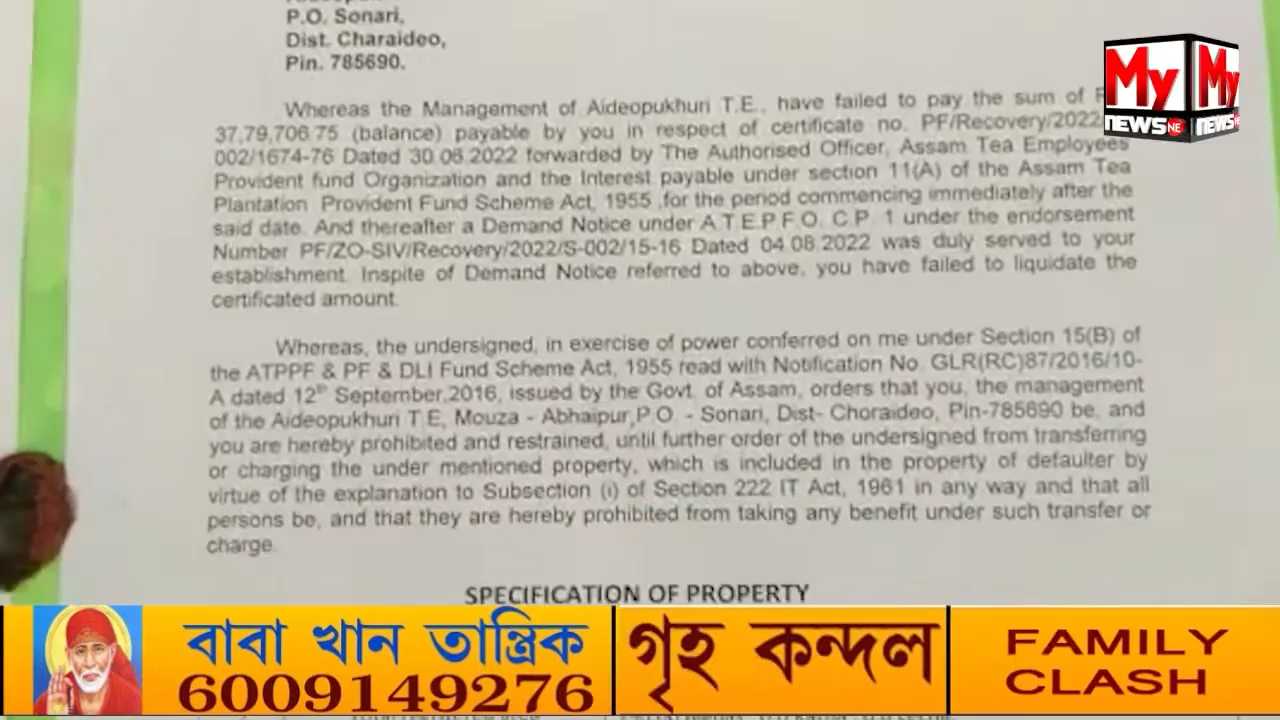 P.O. Sonari,
Dist. Charaideo,
Pin. 785690.
Whereas the Management of Aideopukhuri T.E., have failed to pay the sum of
37,79,706.75 (balance) payable by you in respect of certificate no. PF/Recovery/2022
002/1674-76 Dated 30.06.2022 forwarded by The Authorised Officer, Assam Tea Employees
Provident fund Organization and the Interest payable under section 11(A) of the Assam Tea
Plantation Provident Fund Scheme Act, 1955 ,for the period commencing immediately after the
said date. And thereafter a Demand Notice under A.T.E.P.F.O. C.P. 1 under the endorsement
Number PF/ZO-SIV/Recovery/2022/S-002/15-16 Dated 04.08.2022 was duly served to your
establishment. Inspite of Demand Notice referred to above, you have failed to liquidate the
certificated amount.
Whereas, the undersigned, in exercise of power conferred on me under Section 15(B) of
the ATPPF & PF & DLI Fund Scheme Act, 1955 read with Notification No. GLR(RC)87/2016/10-
A dated 12th September,2016, issued by the Govt. of Assam, orders that you, the management
of the Aideopukhuri T.E, Mouza - Abhaipur,P.O. - Sonari, Dist- Choraideo, Pin-785690 be, and
you are hereby prohibited and restrained, until further order of the undersigned from transferring
or charging the under mentioned property, which is included in the property of defaulter by
virtue of the explanation to Subsection (i) of Section 222 IT Act, 1961 in any way and that all
persons be, and that they are hereby prohibited from taking any benefit under such transfer or
charge.
SPECIFICATION OF PROPERTY
My My
NEWS NE NEWS NE
বাবা খান তান্ত্রিক
6009149276
গৃহ কন্দল
FAMILY
CLASH